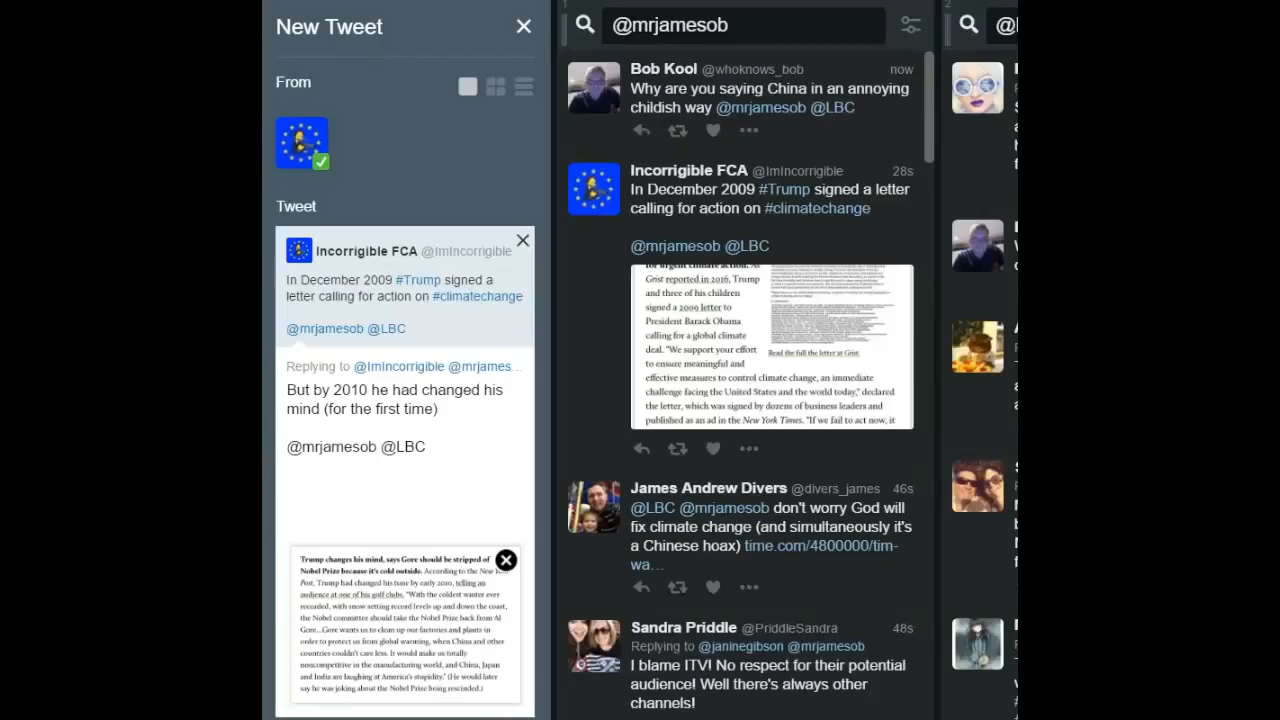 New Tweet
From
Tweet
Incorrigible FCA @ImIncorrigible
In December 2009 #Trump signed a
letter calling for action on #climatechange
@mrjamesob @LBC
Replying to @ImIncorrigible @mrjames...
But by 2010 he had changed his
mind (for the first time)
@mrjamesob @LBC
Trump changes his mind, says Gore should be stripped of
Nobel Prize because it's cold outside. According to the New
Post, Trump had changed his tune by early 2010, telling an
audience at one of his golf clubs, "With the coldest winter ever
recorded, with snow setting record levels up and down the coast,
the Nobel committee should take the Nobel Prize back from Al
Gore...Gore wants us to clean up our factories and plants in
order to protect us from global warming, when China and other
countries couldn't care less. It would make us totally
noncompetitive in the manufacturing world, and China, Japan
and India are laughing at America's stupidity." (He would later
say he was joking about the Nobel Prize being rescinded.)
1
@mrjamesob
Bob Kool @whoknows_bob now
Why are you saying China in an annoying
childish way @mrjamesob @LBC
Incorrigible FCA @ImIncorrigible 28s
In December 2009 #Trump signed a letter
calling for action on #climatechange
@mrjamesob @LBC
for urgent climate action. As
Grist reported in 2016, Trump
and three of his children
signed a 2009 letter to
President Barack Obama
calling for a global climate
deal. "We support your effort
to ensure meaningful and
effective measures to control climate change, an immediate
challenge facing the United States and the world today," declared
the letter, which was signed by dozens of business leaders and
published as an ad in the New York Times. "If we fail to act now, it
Read the full the letter at Grist.
James Andrew Divers @divers_james 46s
@LBC @mrjamesob don't worry God will
fix climate change (and simultaneously it's
a Chinese hoax) time.com/4800000/tim-
wa…
Sandra Priddle @PriddleSandra 48s
Replying to @janinegibson @mrjamesob
I blame ITV! No respect for their potential
audience! Well there's always other
channels!
2